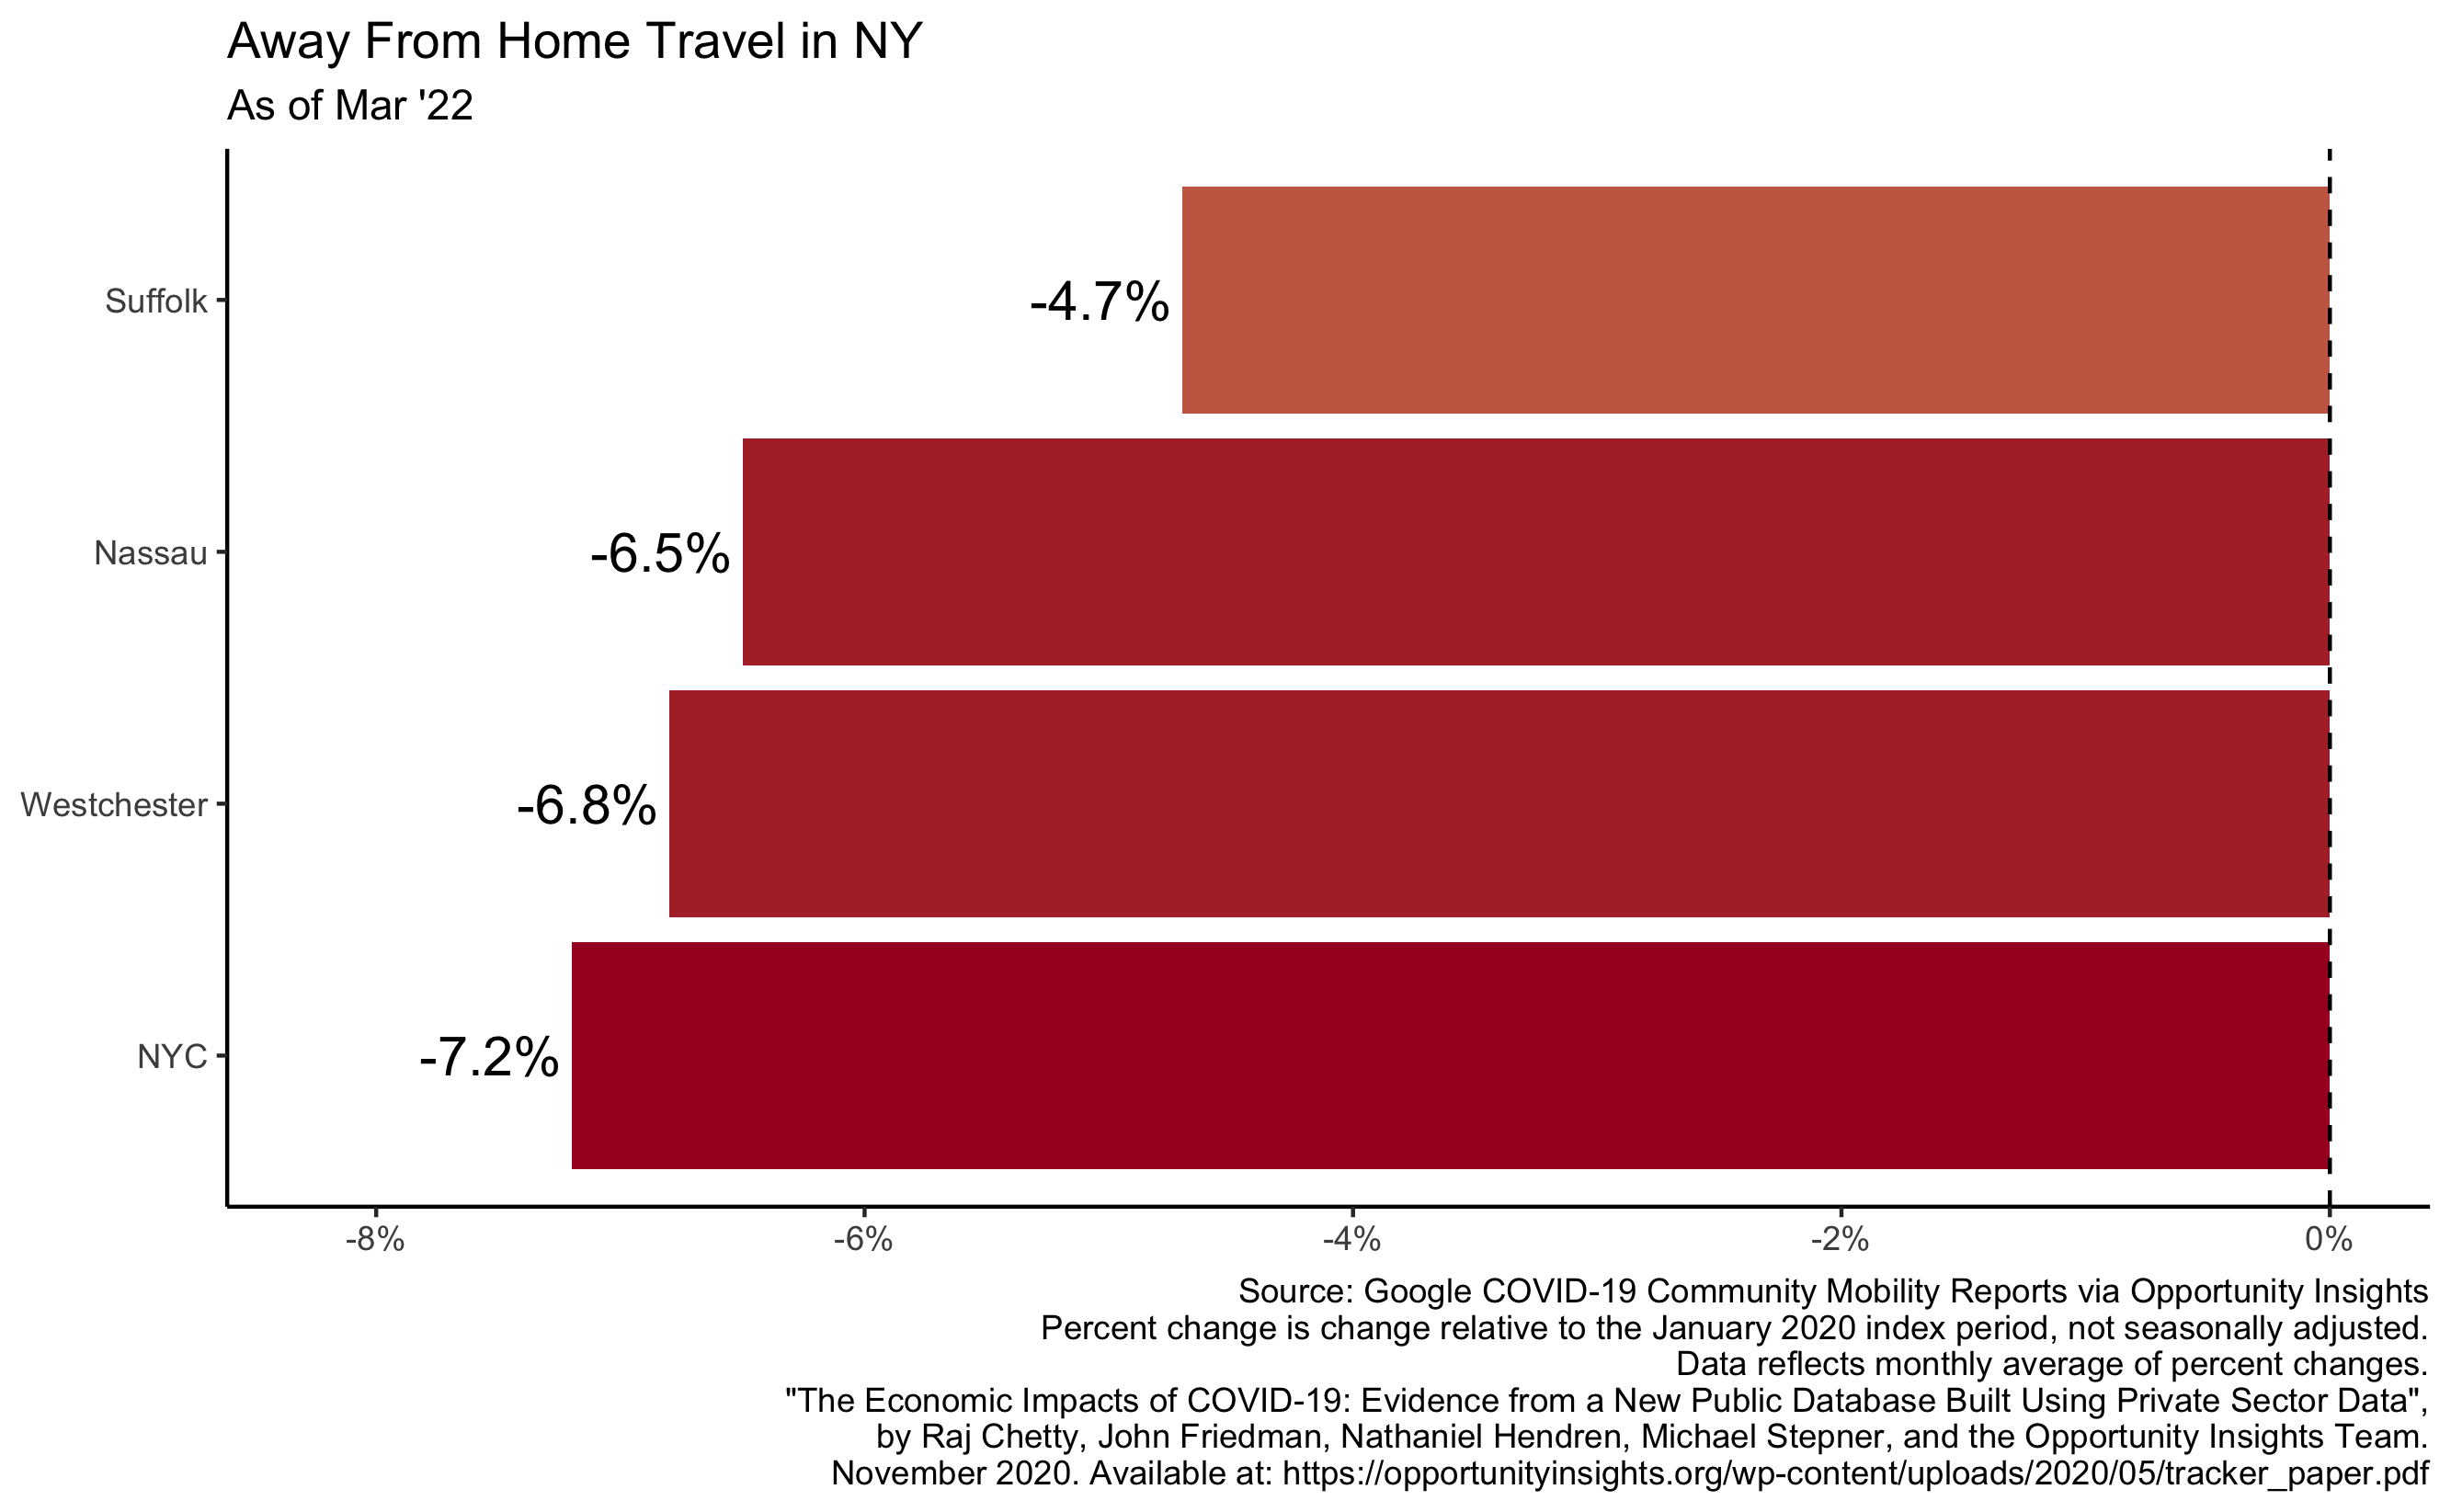 Away From Home Travel in NY
As of Mar '22
Suffolk
-4.7%
Nassau
-6.5%
Westchester
-6.8%
NYC
-7.2%
-8%
-6%
-4%
-2%
0%
Source: Google COVID-19 Community Mobility Reports via Opportunity Insights
Percent change is change relative to the January 2020 index period, not seasonally adjusted.
Data reflects monthly average of percent changes.
"The Economic Impacts of COVID-19: Evidence from a New Public Database Built Using Private Sector Data",
by Raj Chetty, John Friedman, Nathaniel Hendren, Michael Stepner, and the Opportunity Insights Team.
November 2020. Available at: https://opportunityinsights.org/wp-content/uploads/2020/05/tracker_paper.pdf